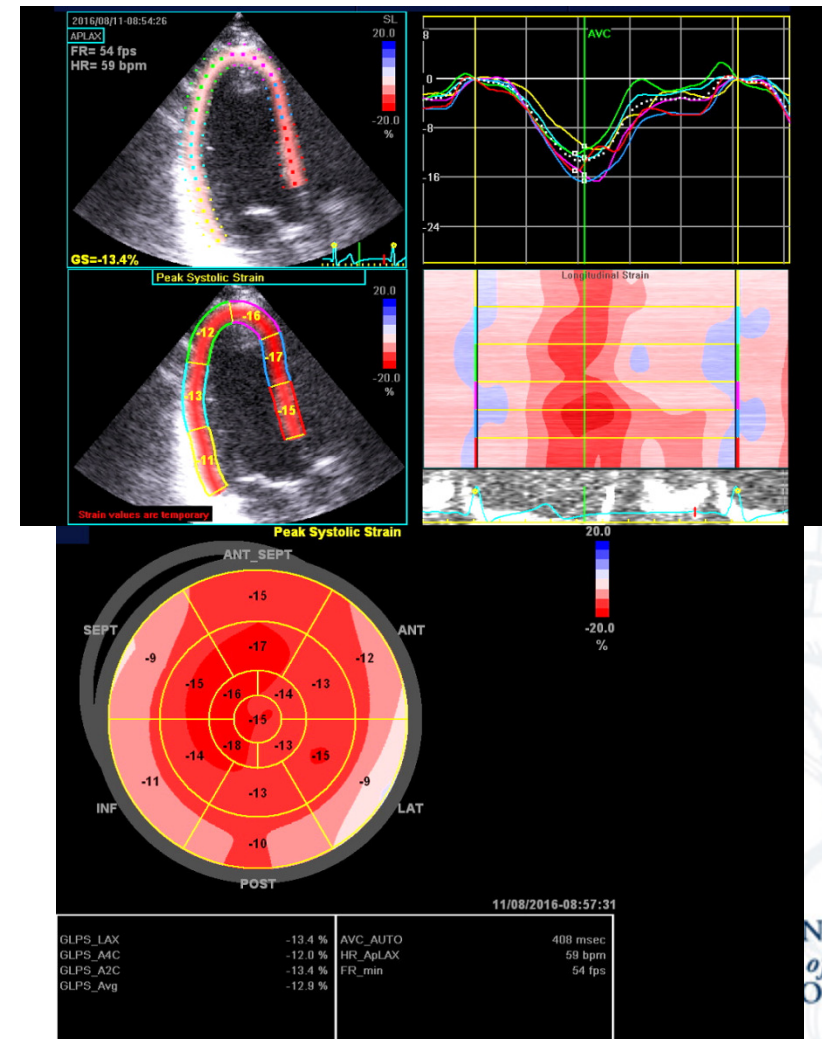 2016/08/11-08:54:26
APLAX
FR= 54 fps
HR= 59 bpm
SL
20.0
-20.0
%
GS=-13.4%
8
AVC
0
-8
-16
-24
Peak Systolic Strain
20.0
-20.0
%
-12
-16
-13
-17
-15
-11
Strain values are temporary
Longitudinal Strain
Peak Systolic Strain
20.0
-20.0
%
ANT_SEPT
SEPT
ANT
INF
LAT
POST
-15
-9
-12
-17
-15
-13
-16
-14
-15
-18
-13
-14
-15
-11
-9
-13
-10
11/08/2016-08:57:31
GLPS_LAX -13.4 %
GLPS_A4C -12.0 %
GLPS_A2C -13.4 %
GLPS_Avg -12.9 %
AVC_AUTO 408 msec
HR_ApLAX 59 bpm
FR_min 54 fps
N
of
O